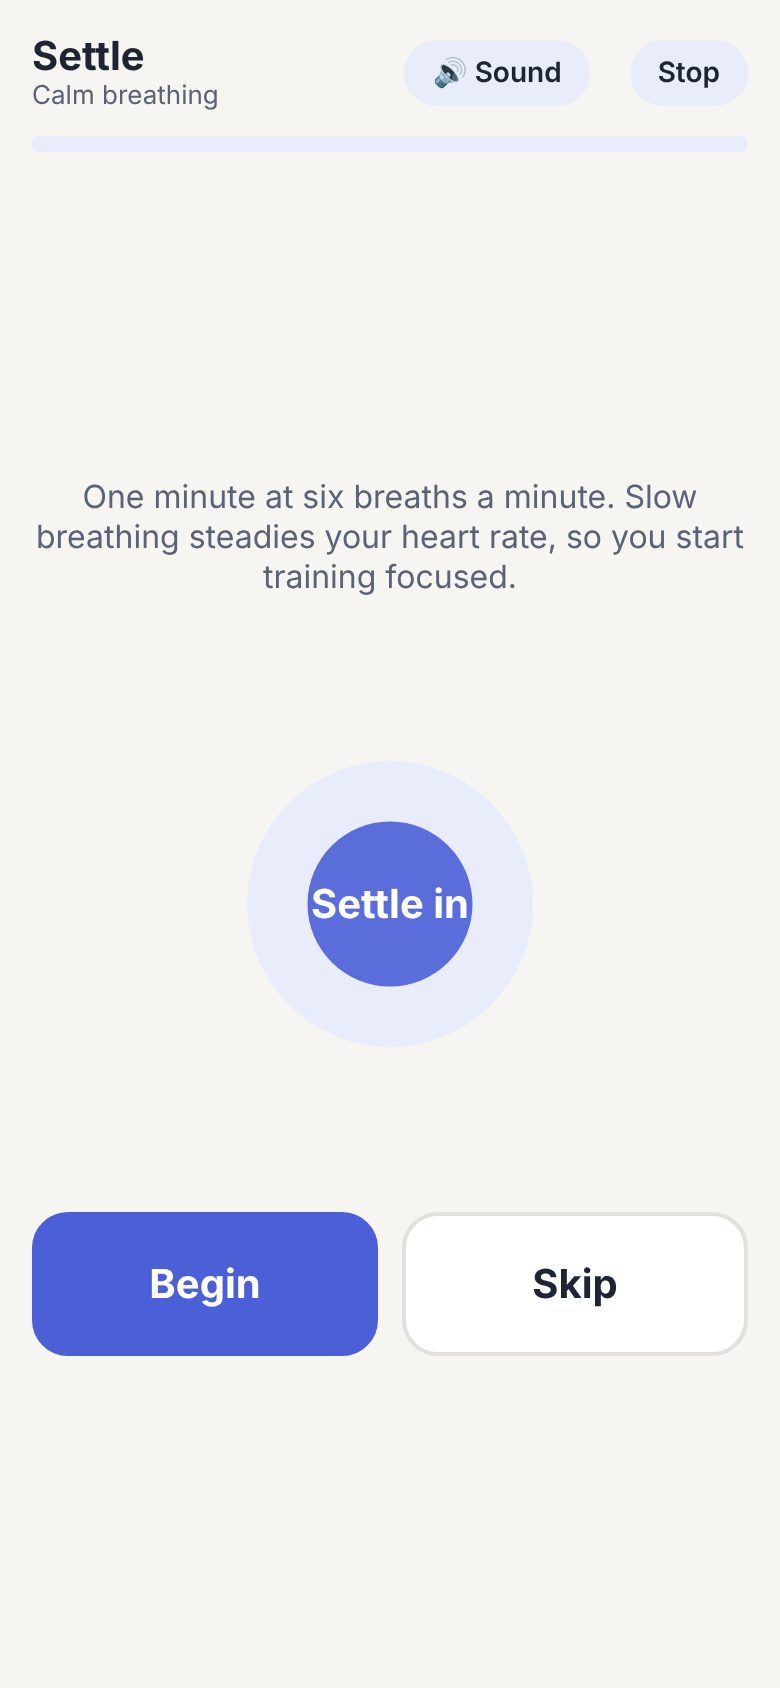 Settle
Calm breathing
🔊 Sound
Stop
One minute at six breaths a minute. Slow
breathing steadies your heart rate, so you start
training focused.
Settle in
Begin
Skip